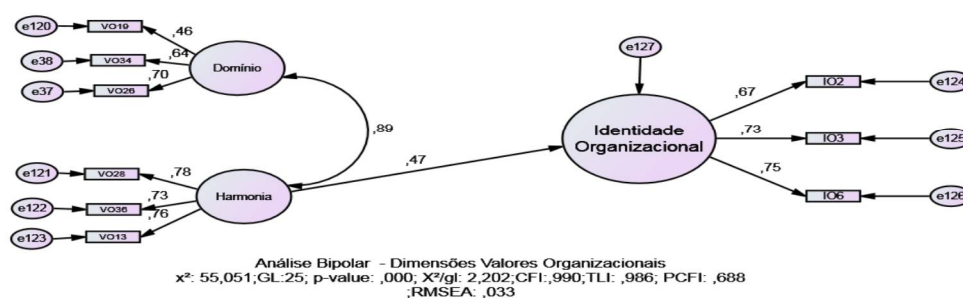 e120
VO19
,46
e38
VO34
,64
e37
VO26
,70
Domínio
,89
e121
VO28
,78
e122
VO36
,73
e123
VO13
,76
Harmonia
,47
e127
Identidade
Organizacional
,67
IO2
e124
,73
IO3
e125
,75
IO6
e126
Análise Bipolar - Dimensões Valores Organizacionais
x²: 55,051;GL:25; p-value: ,000; X²/gl: 2,202;CFI:,990;TLI: ,986; PCFI: ,688
;RMSEA: ,033